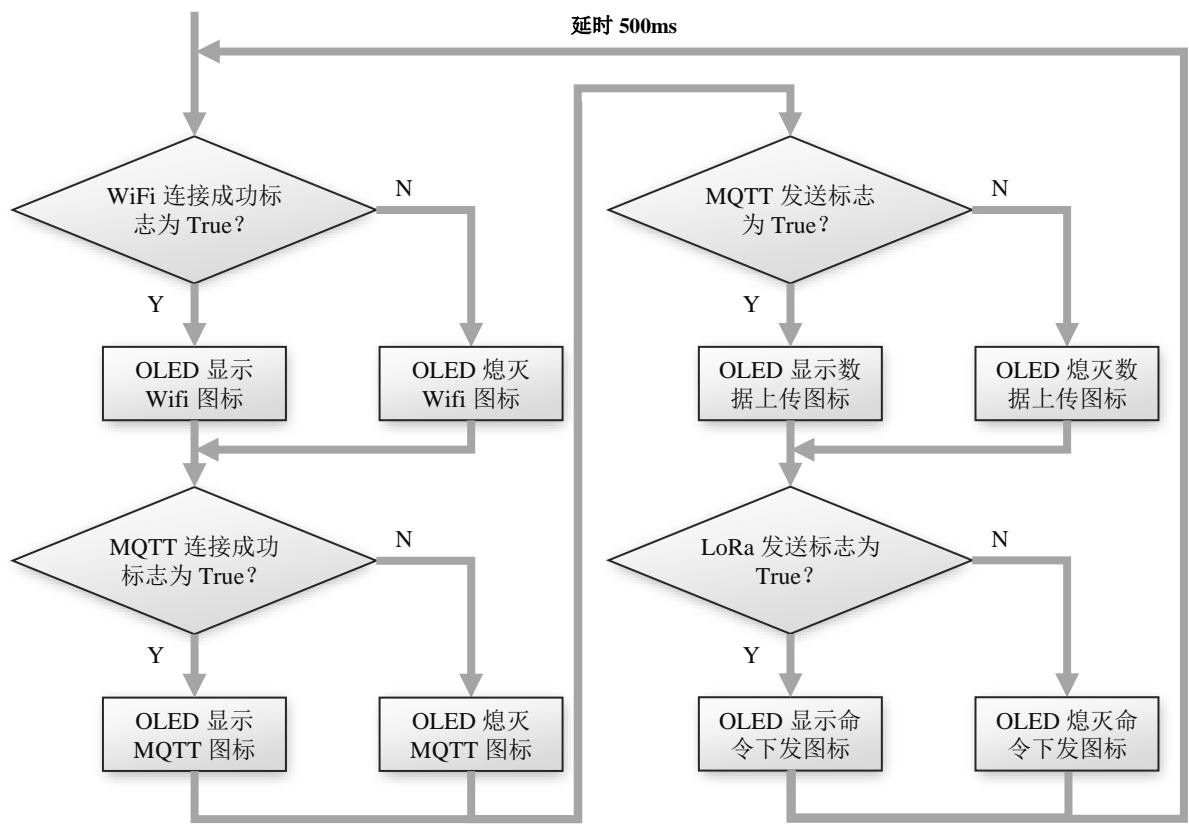 延时 500ms
WiFi 连接成功标
志为 True？
N
Y
OLED 显示
Wifi 图标
OLED 熄灭
Wifi 图标
MQTT 连接成功
标志为 True？
N
Y
OLED 显示
MQTT 图标
OLED 熄灭
MQTT 图标
MQTT 发送标志
为 True？
N
Y
OLED 显示数
据上传图标
OLED 熄灭数
据上传图标
LoRa 发送标志为
True？
N
Y
OLED 显示命
令下发图标
OLED 熄灭命
令下发图标